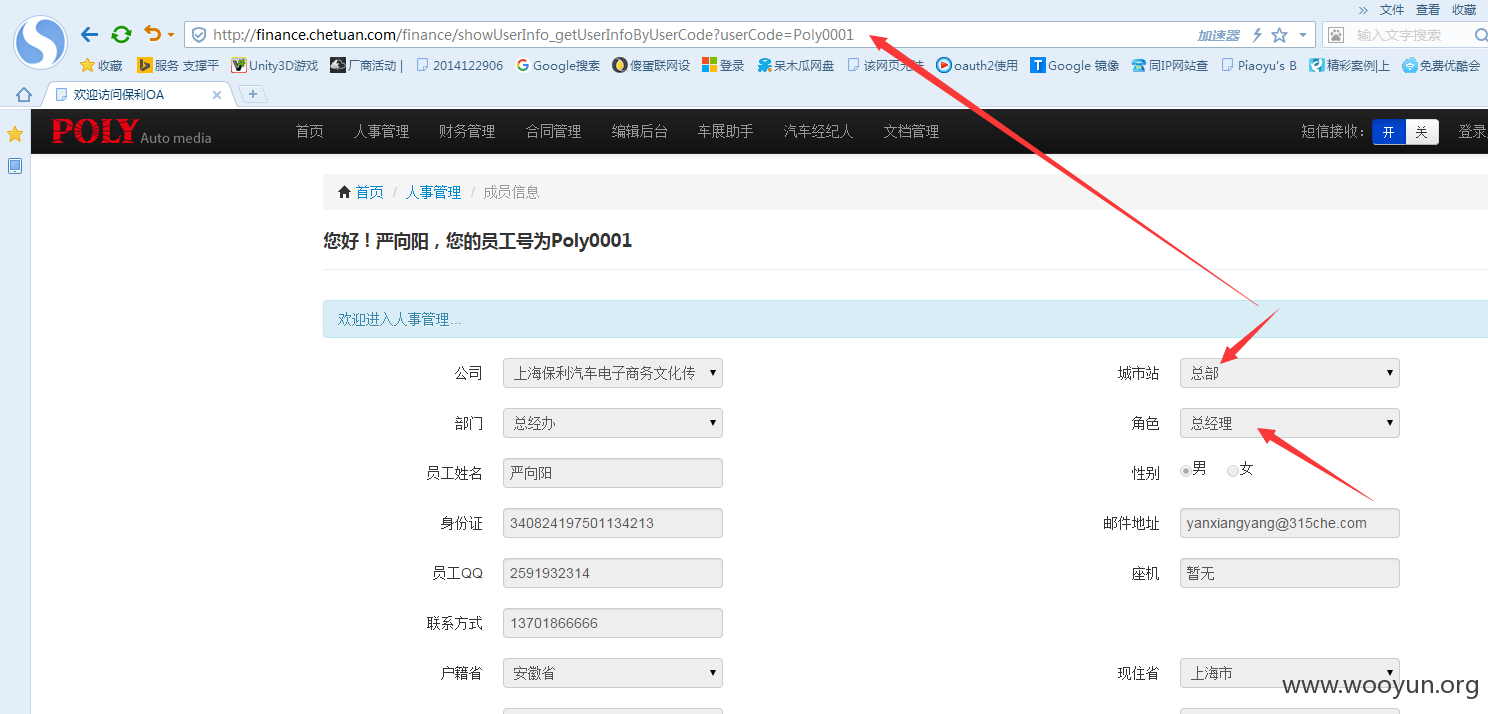 » 文件 查看 收藏
http://finance.chetuan.com/finance/showUserInfo_getUserInfoByUserCode?userCode=Poly0001 加速器 输入文字搜索
收藏 服务 支撑平 Unity3D游戏 厂商活动 | 2014122906 Google搜索 傻蛋联网设 登录 呆木瓜网盘 该网页无法 oauth2使用 Google 镜像 同IP网站查 Piaoyu's B 精彩案例|上 免费优酷会
欢迎访问保利OA
POLY Auto media 首页 人事管理 财务管理 合同管理 编辑后台 车展助手 汽车经纪人 文档管理 短信接收： 开 关 登录
首页 / 人事管理 / 成员信息
您好！严向阳，您的员工号为Poly0001
欢迎进入人事管理...
公司 上海保利汽车电子商务文化传 城市站 总部
部门 总经办 角色 总经理
员工姓名 严向阳 性别 男 女
身份证 340824197501134213 邮件地址 yanxiangyang@315che.com
员工QQ 2591932314 座机 暂无
联系方式 13701866666
户籍省 安徽省 现住省 上海市
www.wooyun.org